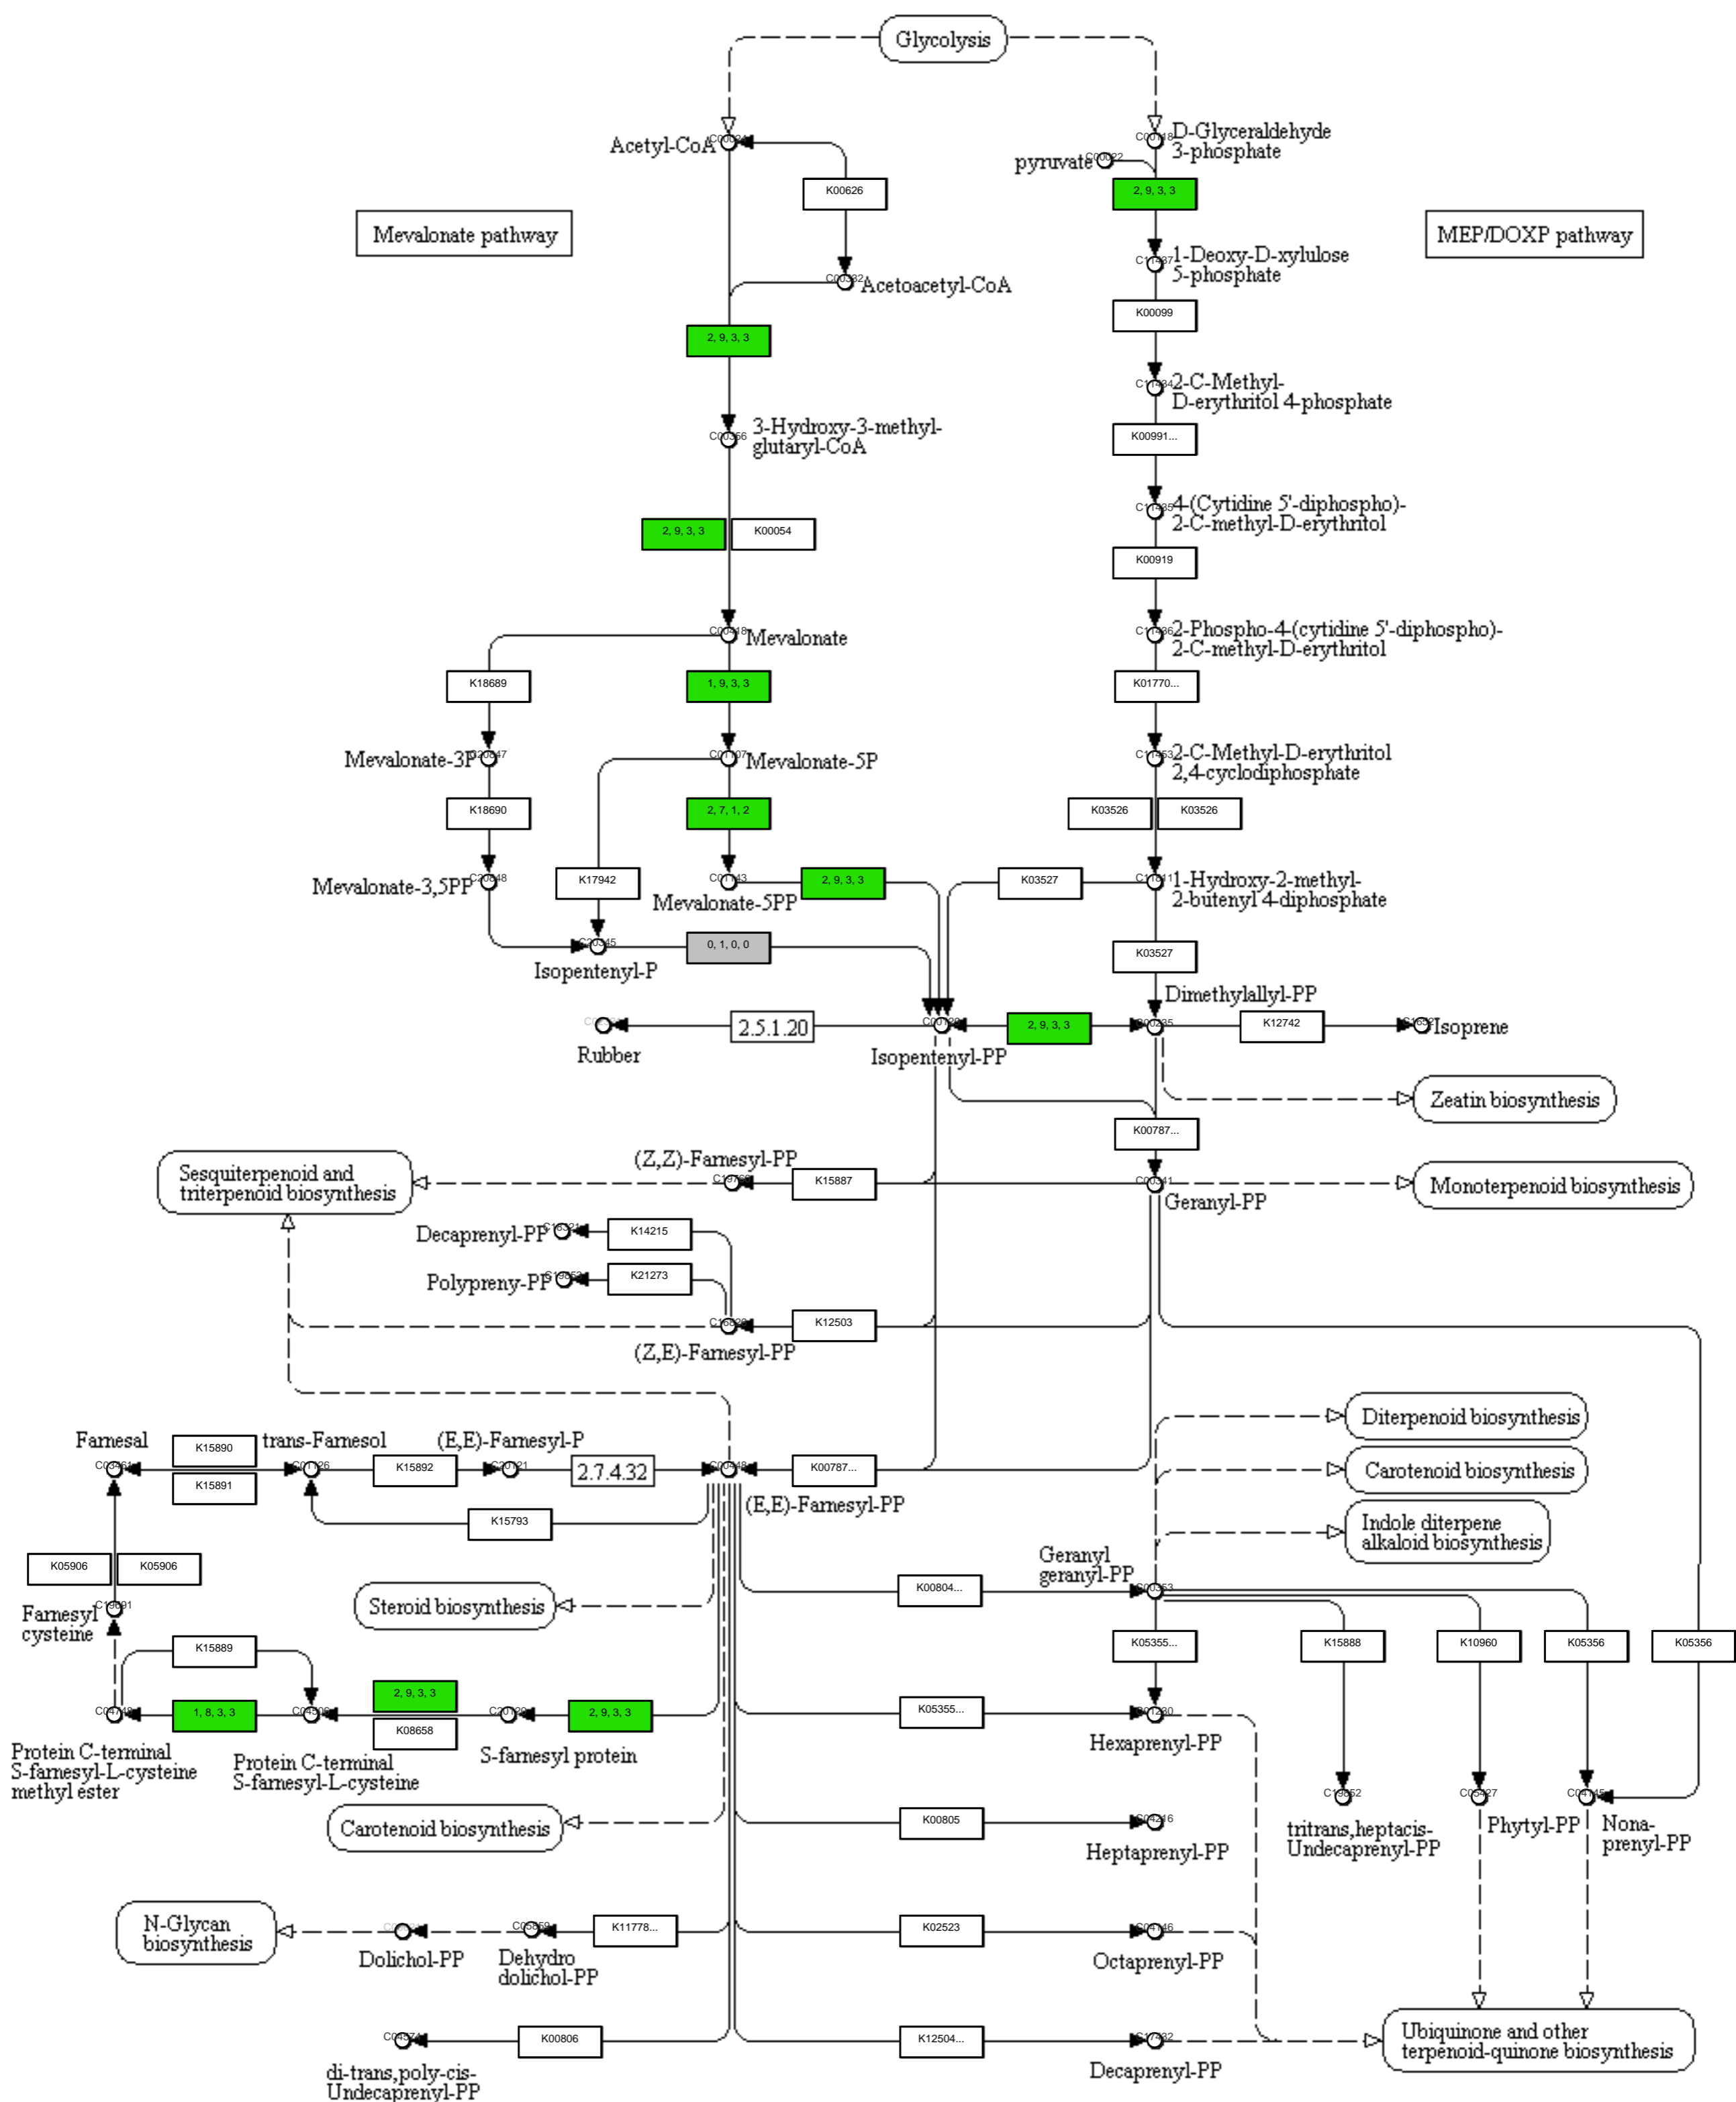 Glycolysis
Acetyl-CoA
D-Glyceraldehyde
3-phosphate
pyruvate
C00022
K00626
2, 9, 3, 3
Mevalonate pathway
MEP/DOXP pathway
1-Deoxy-D-xylulose
5-phosphate
C00332
Acetoacetyl-CoA
K00099
2, 9, 3, 3
2-C-Methyl-
D-erythritol 4-phosphate
3-Hydroxy-3-methyl-
glutaryl-CoA
K00991...
4-(Cytidine 5'-diphospho)-
2-C-methyl-D-erythritol
2, 9, 3, 3
K00054
K00919
Mevalonate
2-Phospho-4-(cytidine 5'-diphospho)-
2-C-methyl-D-erythritol
K18689
1, 9, 3, 3
K01770...
Mevalonate-3P
Mevalonate-5P
2-C-Methyl-D-erythritol
2,4-cyclodiphosphate
K18690
2, 7, 1, 2
K03526
K03526
Mevalonate-3,5PP
K17942
Mevalonate-5PP
2, 9, 3, 3
K03527
1-Hydroxy-2-methyl-
2-butenyl 4-diphosphate
0, 1, 0, 0
Isopentenyl-P
K03527
Dimethylallyl-PP
2.5.1.20
2, 9, 3, 3
K12742
Isoprene
Rubber
Isopentenyl-PP
Zeatin biosynthesis
K00787...
Sesquiterpenoid and
triterpenoid biosynthesis
(Z,Z)-Farnesyl-PP
K15887
Geranyl-PP
Monoterpenoid biosynthesis
Decaprenyl-PP
K14215
Polypreny-PP
K21273
K12503
(Z,E)-Farnesyl-PP
Diterpenoid biosynthesis
Farnesal
K15890
trans-Farnesol
(E,E)-Farnesyl-P
K15891
K15892
2.7.4.32
K00787...
Carotenoid biosynthesis
(E,E)-Farnesyl-PP
K15793
Indole diterpene
alkaloid biosynthesis
K05906
K05906
Geranyl
geranyl-PP
K00804...
Farnesyl
cysteine
Steroid biosynthesis
K15889
K05355...
K15888
K10960
K05356
K05356
1, 8, 3, 3
2, 9, 3, 3
K08658
2, 9, 3, 3
K05355...
Hexaprenyl-PP
Protein C-terminal
S-farnesyl-L-cysteine
methyl ester
Protein C-terminal
S-farnesyl-L-cysteine
S-farnesyl protein
Carotenoid biosynthesis
K00805
Heptaprenyl-PP
tritrans,heptacis-
Undecaprenyl-PP
Phytyl-PP
Nona-
prenyl-PP
N-Glycan
biosynthesis
Dolichol-PP
Dehydro
dolichol-PP
K11778...
K02523
Octaprenyl-PP
K00806
di-trans,poly-cis-
Undecaprenyl-PP
K12504...
Decaprenyl-PP
Ubiquinone and other
terpenoid-quinone biosynthesis